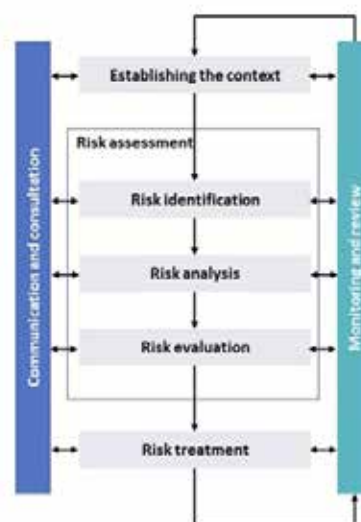 Establishing the context
Risk assessment
Risk identification
Risk analysis
Risk evaluation
Risk treatment
Communication and consultation
Monitoring and review